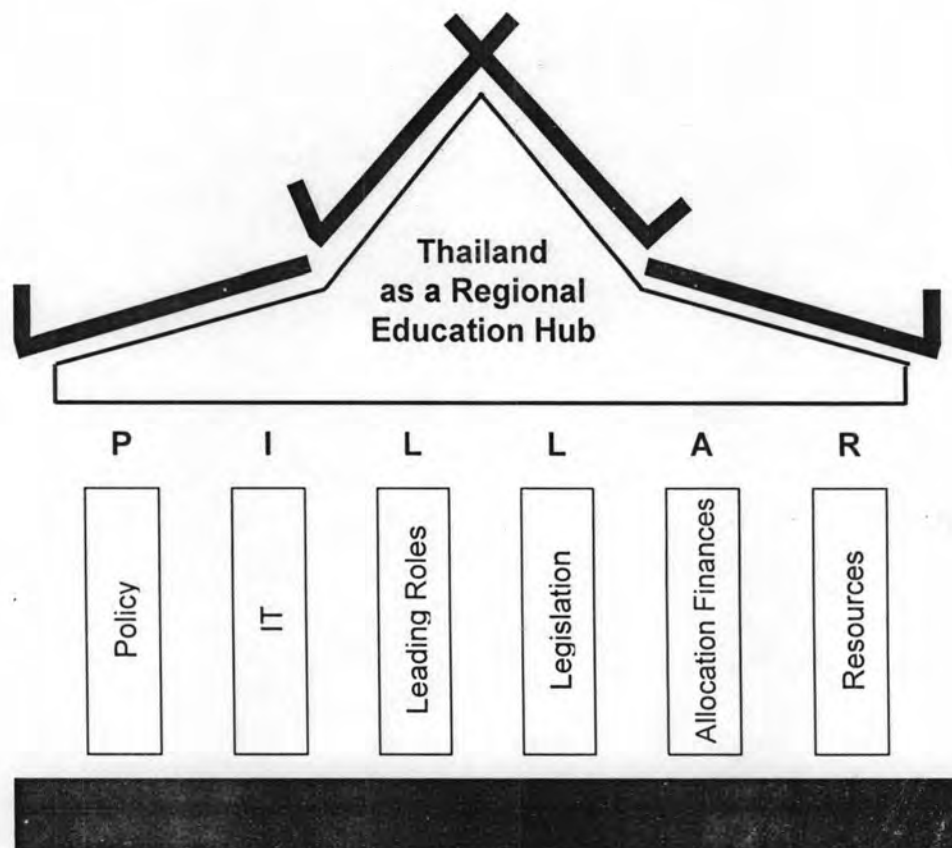 Thailand
as a Regional
Education Hub
P I L L A R
Policy
IT
Leading Roles
Legislation
Allocation Finances
Resources